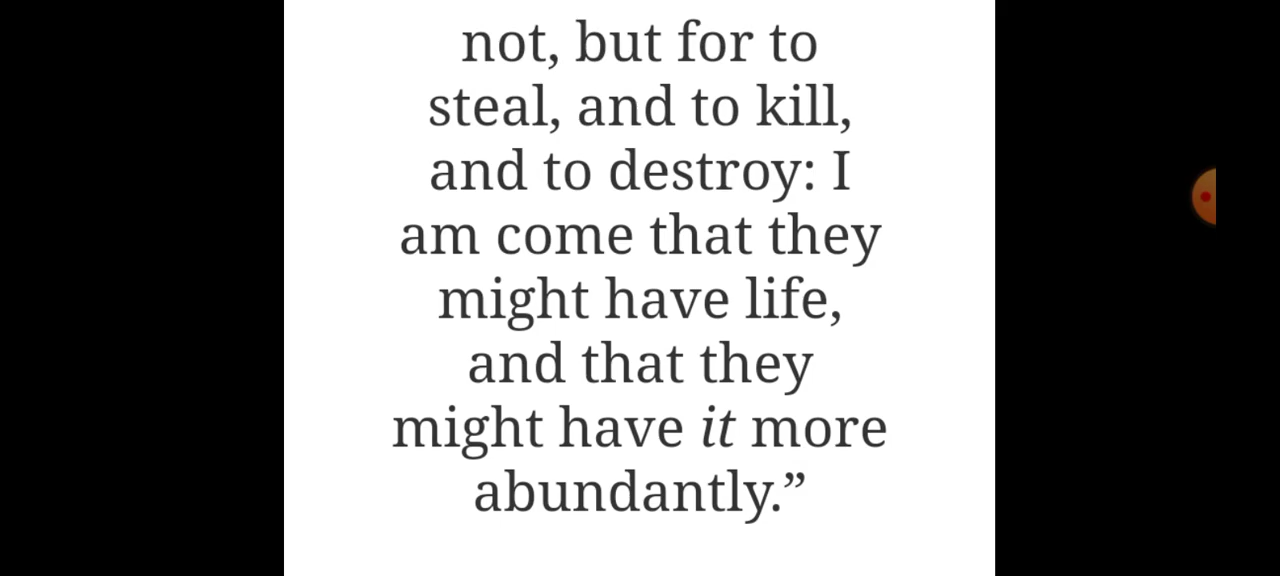 not, but for to
steal, and to kill,
and to destroy: I
am come that they
might have life,
and that they
might have it more
abundantly.”